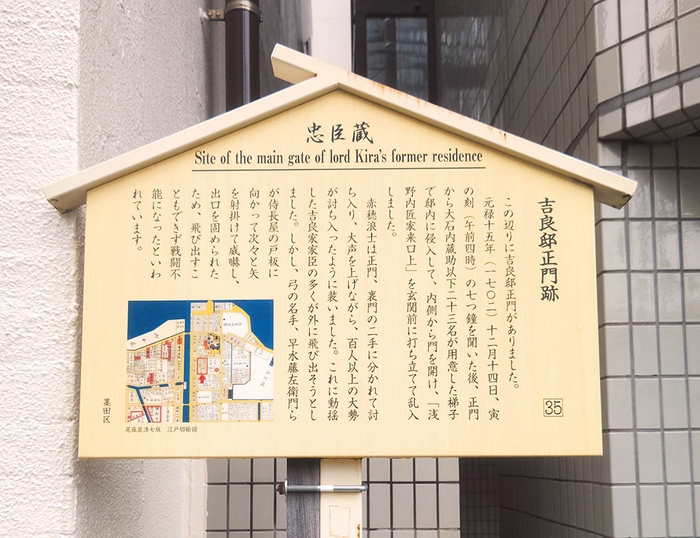 忠臣蔵
Site of the main gate of lord Kira's former residence
吉良邸正門跡
この辺りに吉良邸正門がありました。
元禄十五年(一七〇二)十二月十四日、寅
の刻(午前四時)の七つ鐘を聞いた後、正門
から大石内蔵助以下二十三名が用意した梯子
で邸内に侵入して、内側から門を開け、「浅
野内匠家来口上」を玄関前に打ち立てて乱入
しました。
赤穂浪士は正門、裏門の二手に分かれて討
ち入り、大声を上げながら、百人以上の大勢
が討ち入ったように装いました。これに動揺
した吉良家家臣の多くが外に飛び出そうとし
ました。しかし、弓の名手、早水藤左衛門ら
が侍長屋の戸板に
向かって次々と矢
を射掛けて威嚇し、
出口を固められた
ため、飛び出すこ
ともできず戦闘不
能になったといわ
れています。
35
尾張屋清七版 江戸切絵図
墨田区